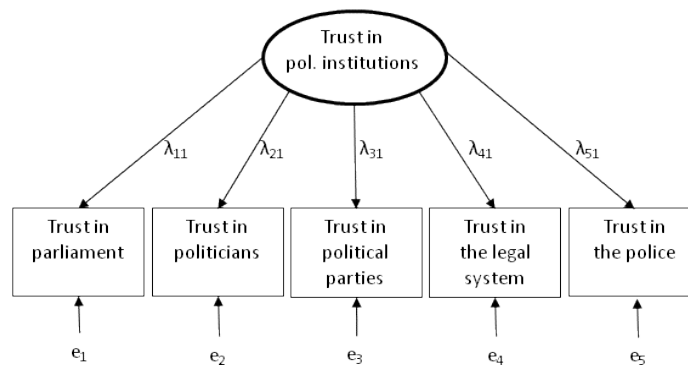 Trust in
pol. institutions
λ11
λ21
λ31
λ41
λ51
Trust in
parliament
Trust in
politicians
Trust in
political
parties
Trust in
the legal
system
Trust in
the police
e1
e2
e3
e4
e5